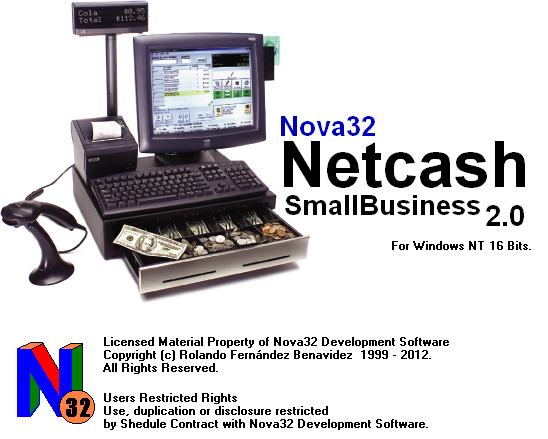 Cola $0.95
Total $112.46
Nova32
Netcash
SmallBusiness 2.0
For Windows NT 16 Bits.
Licensed Material Property of Nova32 Development Software
Copyright (c) Rolando Fernández Benavidez 1999 - 2012.
All Rights Reserved.
N 32
Users Restricted Rights
Use, duplication or disclosure restricted
by Shedule Contract with Nova32 Development Software.